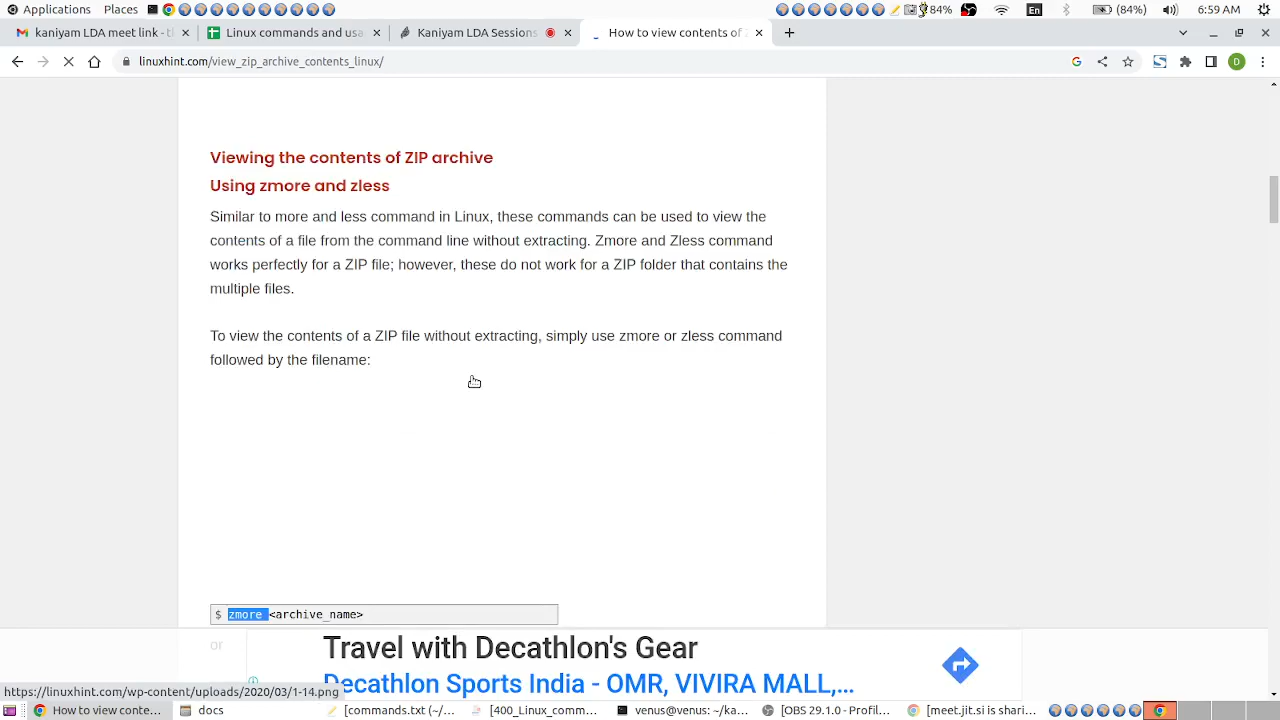 Applications Places 84% En (84%) 6:59 AM
kaniyam LDA meet link - t
Linux commands and usa
Kaniyam LDA Sessions
How to view contents of
linuxhint.com/view_zip_archive_contents_linux/
G
D
Viewing the contents of ZIP archive
Using zmore and zless
Similar to more and less command in Linux, these commands can be used to view the
contents of a file from the command line without extracting. Zmore and Zless command
works perfectly for a ZIP file; however, these do not work for a ZIP folder that contains the
multiple files.
To view the contents of a ZIP file without extracting, simply use zmore or zless command
followed by the filename:
$ zmore <archive_name>
or
Travel with Decathlon's Gear
Decathlon Sports India - OMR, VIVIRA MALL,...
https://linuxhint.com/wp-content/uploads/2020/03/1-14.png
How to view conte...
docs
[commands.txt (~/...
[400_Linux_comm...
venus@venus: ~/ka...
[OBS 29.1.0 - Profil...
[meet.jit.si is shari...